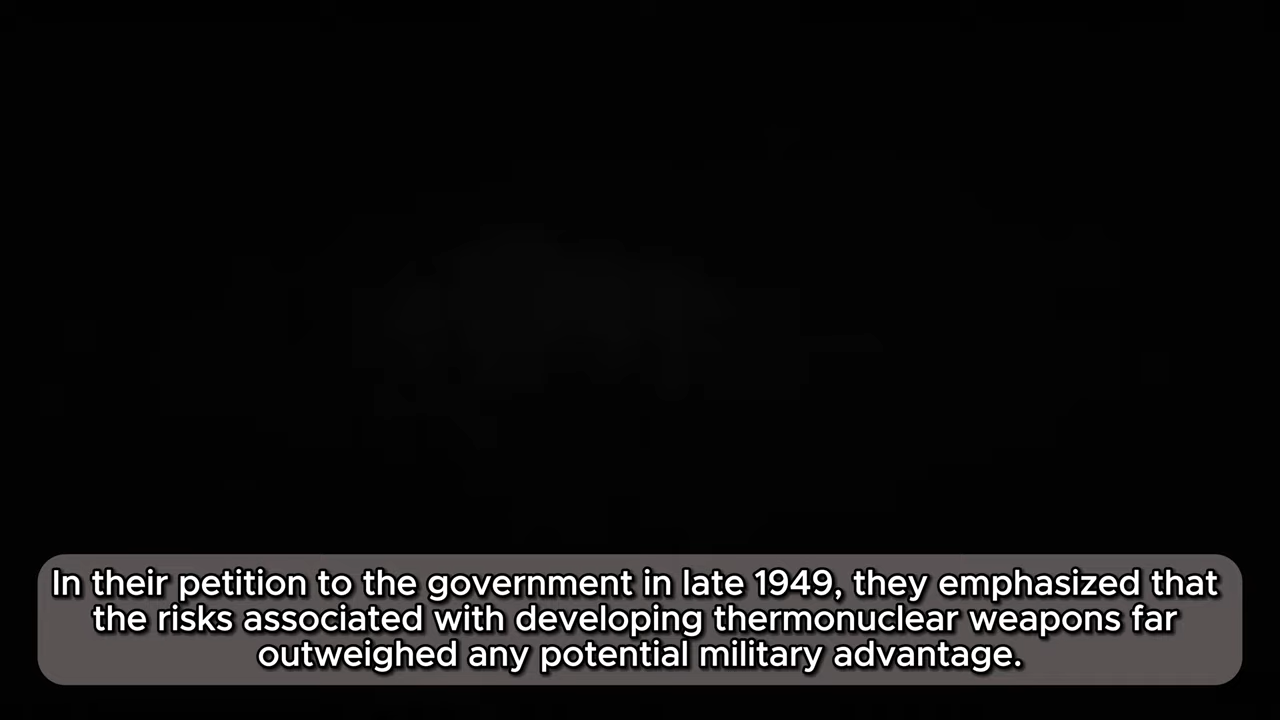 In their petition to the government in late 1949, they emphasized that
the risks associated with developing thermonuclear weapons far
outweighed any potential military advantage.